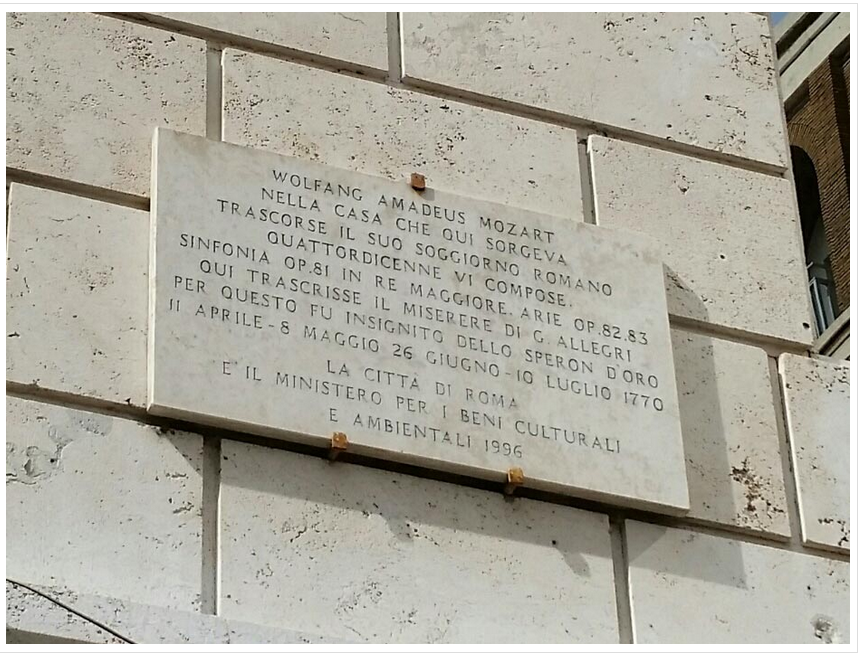 WOLFANG AMADEUS MOZART
NELLA CASA CHE QUI SORGEVA
TRASCORSE IL SUO SOGGIORNO ROMANO
QUATTORDICENNE VI COMPOSE.
SINFONIA OP.81 IN RE MAGGIORE. ARIE OP.82.83
QUI TRASCRISSE IL MISERERE DI G. ALLEGRI
PER QUESTO FU INSIGNITO DELLO SPERON D'ORO
11 APRILE-8 MAGGIO 26 GIUGNO-10 LUGLIO 1770
LA CITTÀ DI ROMA
E IL MINISTERO PER I BENI CULTURALI
E AMBIENTALI 1996